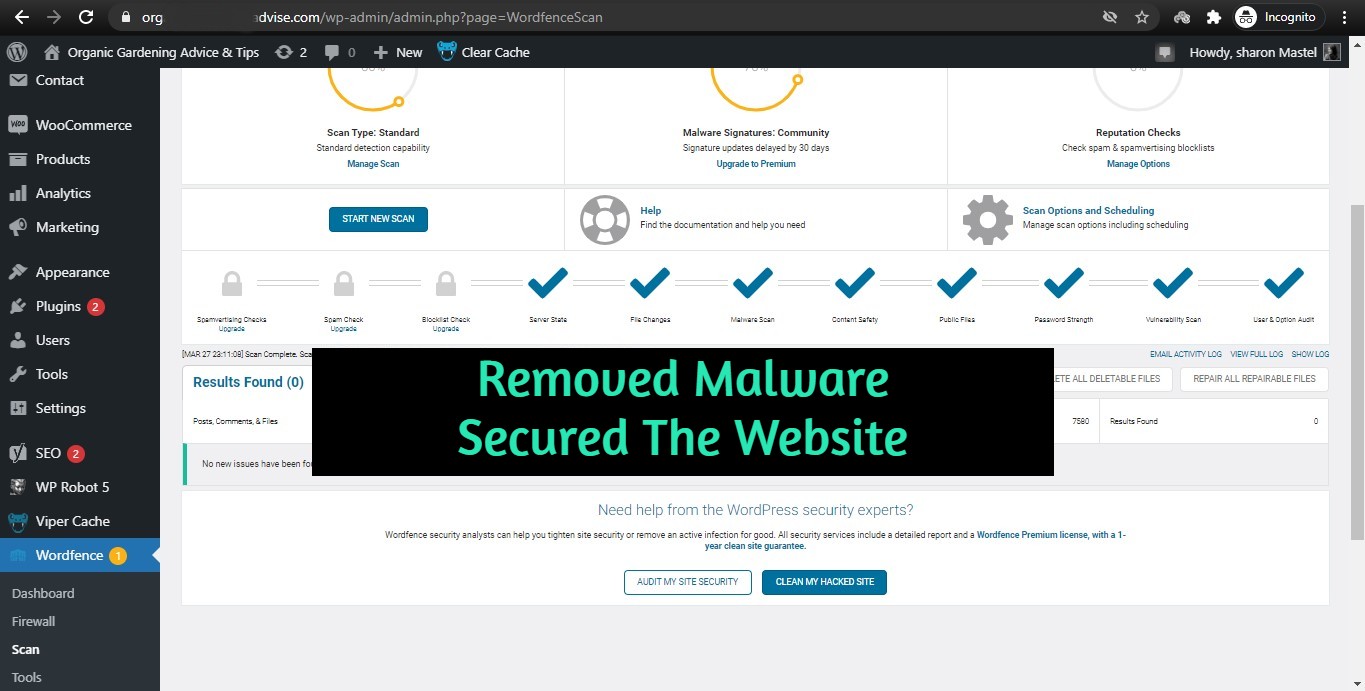 org
advise.com/wp-admin/admin.php?page=WordfenceScan
Incognito
Organic Gardening Advice & Tips
2
0
New
Clear Cache
Howdy, sharon Mastel
Contact
WooCommerce
Products
Analytics
Marketing
Appearance
Plugins 2
Users
Tools
Settings
SEO 2
WP Robot 5
Viper Cache
Wordfence 1
Dashboard
Firewall
Scan
Tools
Scan Type: Standard
Standard detection capability
Manage Scan
Malware Signatures: Community
Signature updates delayed by 30 days
Upgrade to Premium
Reputation Checks
Check spam & spamvertising blocklists
Manage Options
START NEW SCAN
Help
Find the documentation and help you need
Scan Options and Scheduling
Manage scan options including scheduling
Spamvertising Checks
Upgrade
Spam Check
Upgrade
Blocklist Check
Upgrade
Server State
File Changes
Malware Scan
Content Safety
Public Files
Password Strength
Vulnerability Scan
User & Option Audit
[MAR 27 23:11:08] Scan Complete.
EMAIL ACTIVITY LOG
VIEW FULL LOG
SHOW LOG
Results Found (0)
ALL DELETABLE FILES
REPAIR ALL REPAIRABLE FILES
Posts, Comments, & Files
7580
Results Found
0
No new issues have been
Removed Malware
Secured The Website
Need help from the WordPress security experts?
Wordfence security analysts can help you tighten site security or remove an active infection for good. All security services include a detailed report and a Wordfence Premium license, with a 1-
year clean site guarantee.
AUDIT MY SITE SECURITY
CLEAN MY HACKED SITE